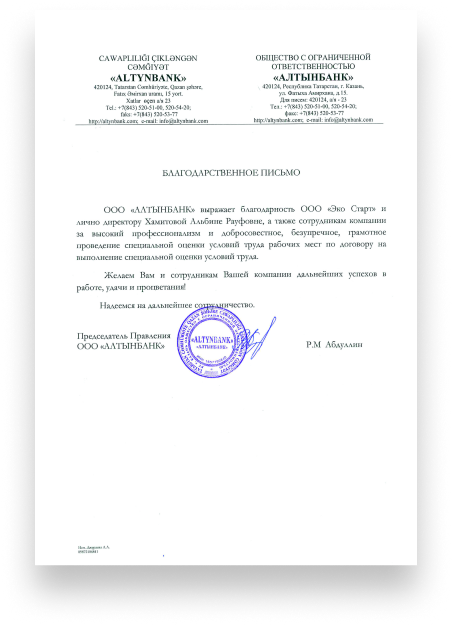 CAWAPLILIĞI ÇIKLÄNGÄN
CÄMĞIYÄT
«ALTYNBANK»
420124, Tatarstan Cömhüriyäte, Qazan şähäre,
Fatıx Ämirxan uramı, 15 yort.
Xatlar öçen a/я 23
Tel.: +7(843) 520-51-00, 520-54-20;
faks: +7(843) 520-53-77
http://altynbank.com; e-mail: info@altynbank.com
ОБЩЕСТВО С ОГРАНИЧЕННОЙ
ОТВЕТСТВЕННОСТЬЮ
«АЛТЫНБАНК»
420124, Республика Татарстан, г. Казань,
ул. Фатыха Амирхана, д.15.
Для писем: 420124, а/я - 23
Тел.: +7(843) 520-51-00, 520-54-20;
факс: +7(843) 520-53-77
http://altynbank.com; e-mail: info@altynbank.com
БЛАГОДАРСТВЕННОЕ ПИСЬМО
ООО «АЛТЫНБАНК» выражает благодарность ООО «Эко Старт» и
лично директору Хамитовой Альбине Рауфовне, а также сотрудникам компании
за высокий профессионализм и добросовестное, безупречное, грамотное
проведение специальной оценки условий труда рабочих мест по договору на
выполнение специальной оценки условий труда.
Желаем Вам и сотрудникам Вашей компании дальнейших успехов в
работе, удачи и процветания!
Надеемся на дальнейшее сотрудничество.
Председатель Правления
ООО «АЛТЫНБАНК»
«ALTYNBANK»
«АЛТЫНБАНК»
Р.М Абдуллин